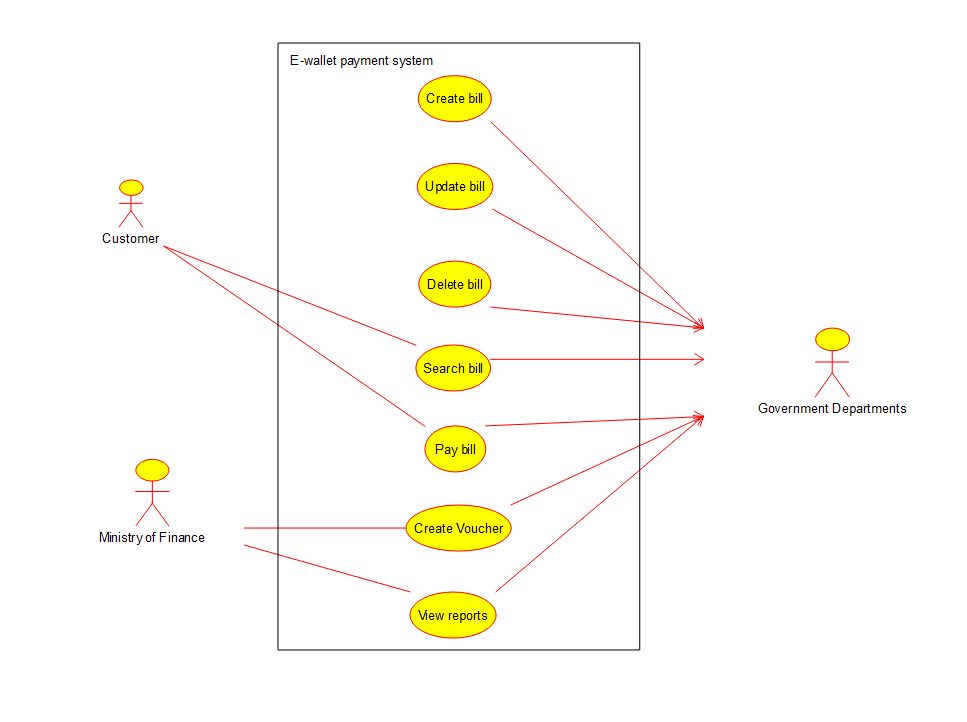 E-wallet payment system
Create bill
Update bill
Customer
Delete bill
Search bill
Government Departments
Pay bill
Create Voucher
Ministry of Finance
View reports